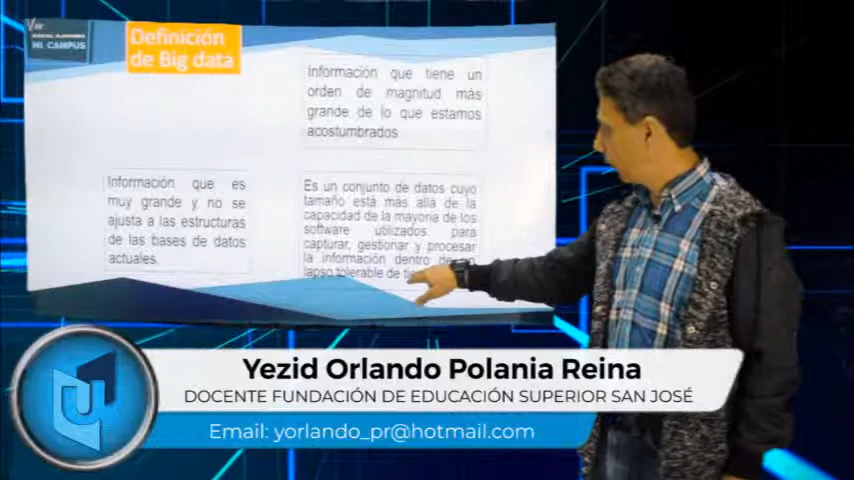 MI CAMPUS
Definición
de Big data
Información que tiene un
orden de magnitud más
grande de lo que estamos
acostumbrados
Información que es
muy grande y no se
ajusta a las estructuras
de las bases de datos
actuales.
Es un conjunto de datos cuyo
tamaño está más allá de la
capacidad de la mayoría de los
software utilizados para
capturar, gestionar y procesar
la información dentro de
lapso tolerable de
Yezid Orlando Polania Reina
DOCENTE FUNDACIÓN DE EDUCACIÓN SUPERIOR SAN JOSÉ
Email: yorlando_pr@hotmail.com